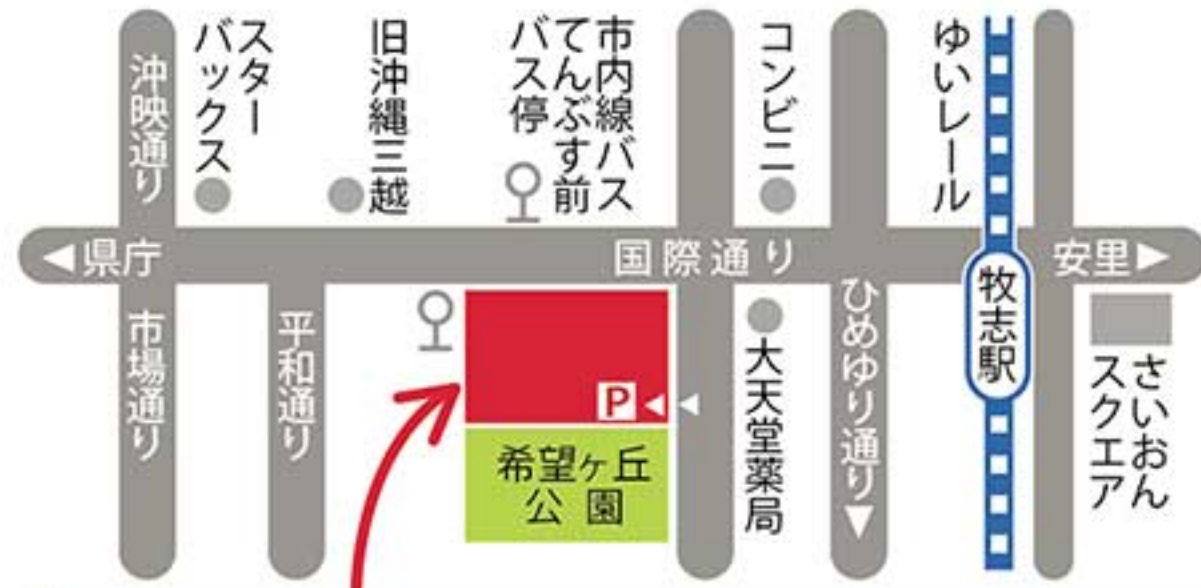 沖映通り
スター
バックス
旧沖縄三越
市内線バス
てんぶす前
バス停
コンビニ
ゆいレール
◀県庁
国際通り
安里▶
市場通り
平和通り
P
希望ヶ丘
公園
大天堂薬局
ひめゆり通り▼
牧志駅
さいおん
スクエア